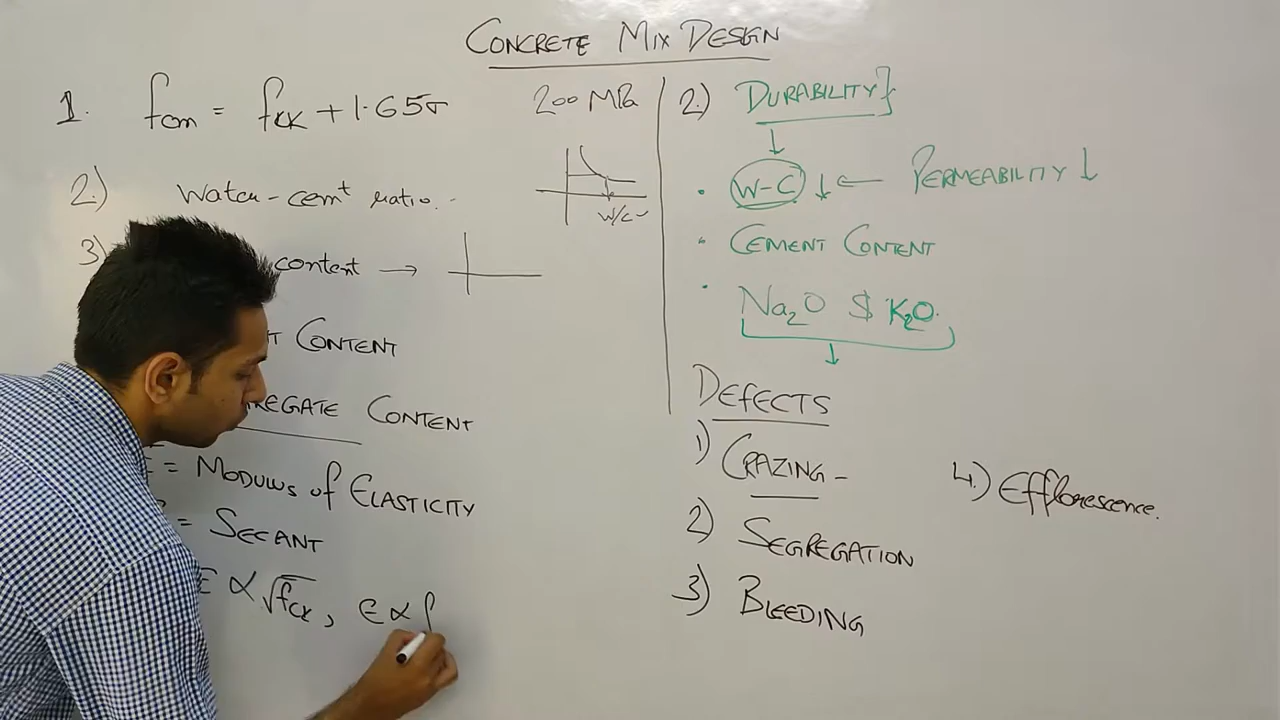 CONCRETE MIX DESIGN
1. fcm = fck + 1.65σ
200 MPa
2.) Water-cemt ratio.
W/C
3) content →
CONTENT
CONTENT
= MODULUS of ELASTICITY
= SECANT
E ∝ √fck, E ∝ f
2.) DURABILITY}
↓
• W-C ↓ ← PERMEABILITY ↓
• CEMENT CONTENT
• Na2O $ K2O.
↓
DEFECTS
1) CRAZING -
2) SEGREGATION
3) BLEEDING
4.) Efflorescence.